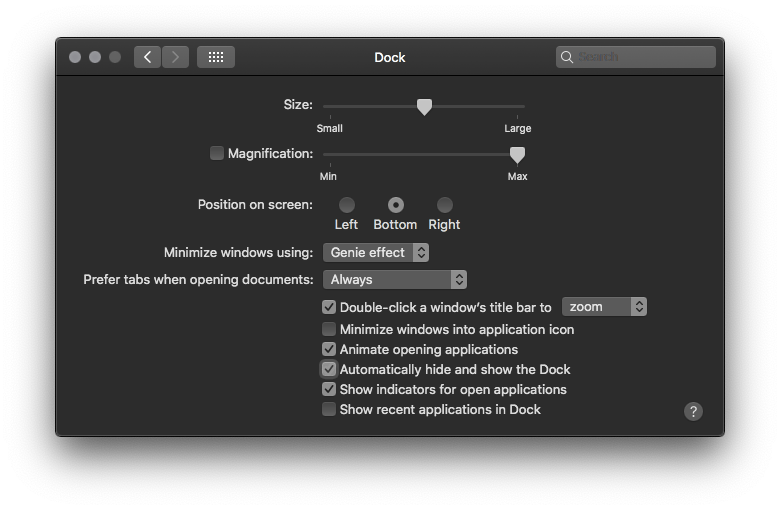 Dock
Search
Size:
Small Large
Magnification:
Min Max
Position on screen:
Left Bottom Right
Minimize windows using: Genie effect
Prefer tabs when opening documents: Always
Double-click a window's title bar to zoom
Minimize windows into application icon
Animate opening applications
Automatically hide and show the Dock
Show indicators for open applications
Show recent applications in Dock
?